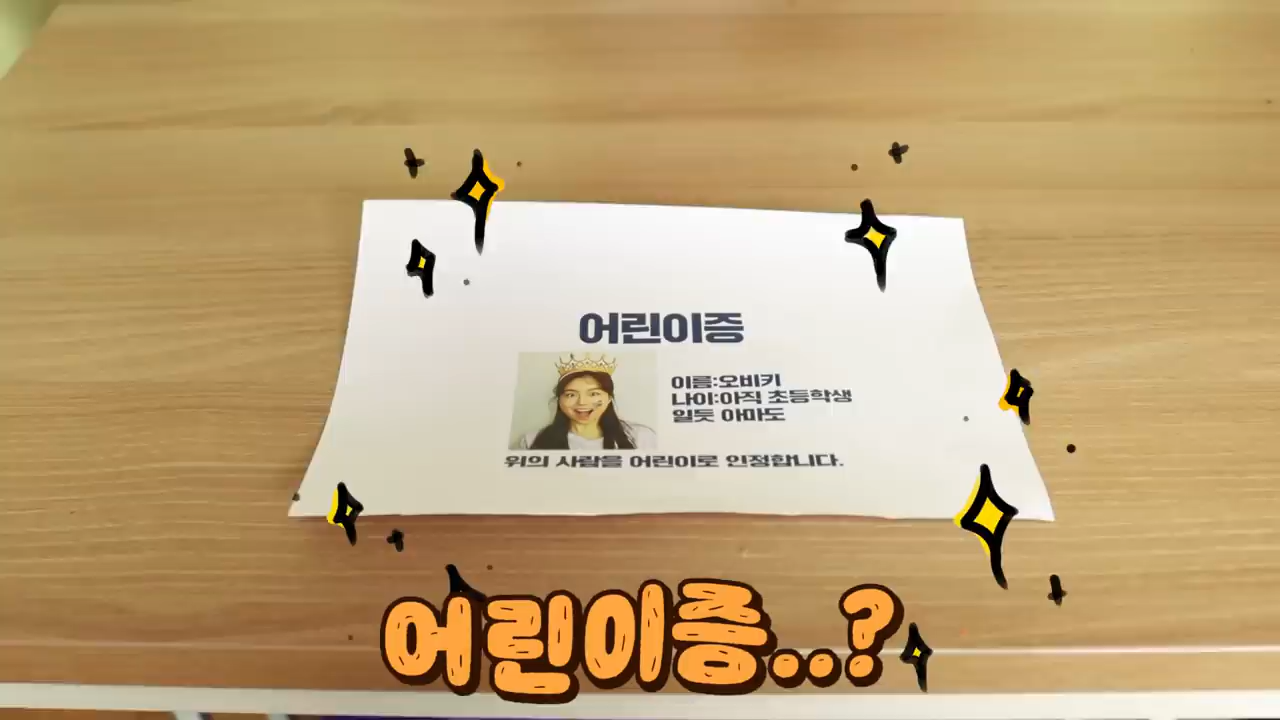 어린이증
이름:오비키
나이:아직 초등학생
일듯 아마도
위의 사람을 어린이로 인정합니다.
어린이증..?